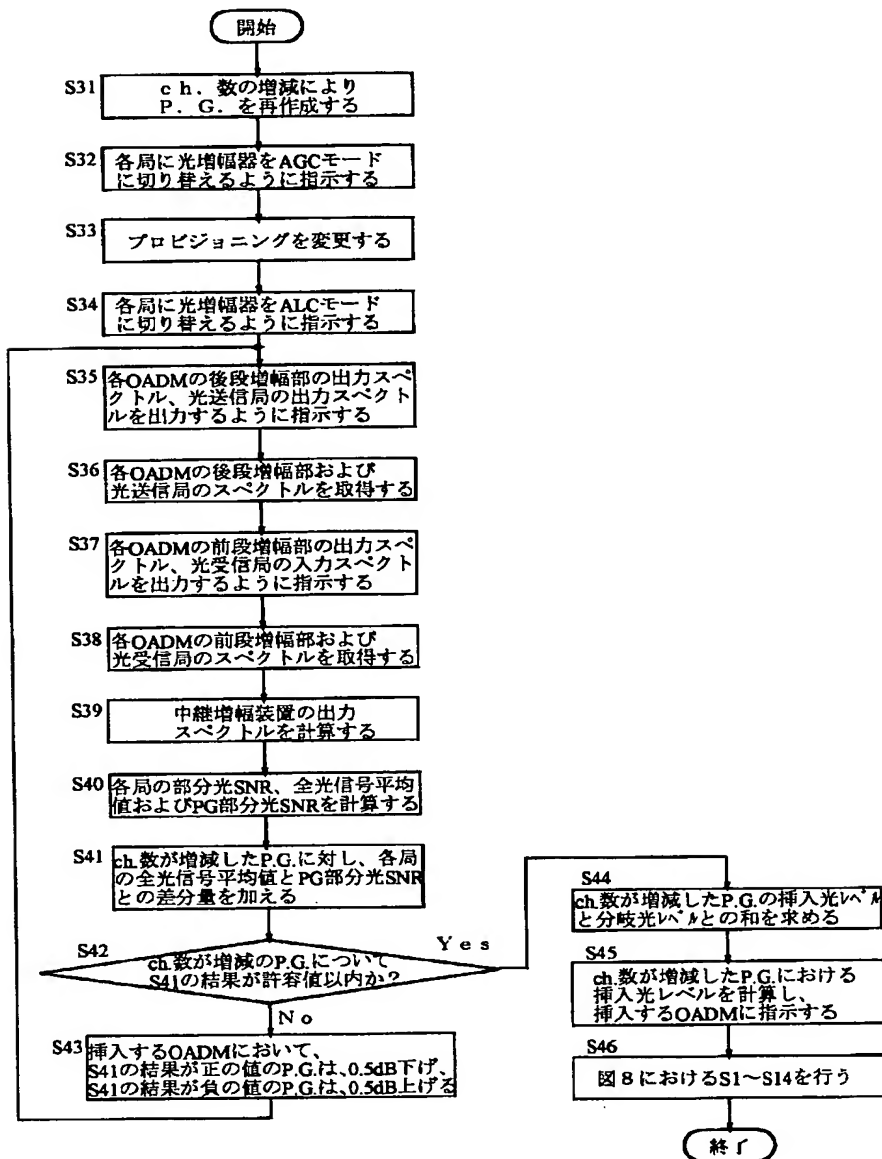 開始
S31
ch．数の増減により
P．G．を再作成する
S32
各局に光増幅器をAGCモード
に切り替えるように指示する
S33
プロビジョニングを変更する
S34
各局に光増幅器をALCモード
に切り替えるように指示する
S35
各OADMの後段増幅部の出力スペ
クトル、光送信局の出力スペクト
ルを出力するように指示する
S36
各OADMの後段増幅部および
光送信局のスペクトルを取得する
S37
各OADMの前段増幅部の出力スペ
クトル、光受信局の入力スペクト
ルを出力するように指示する
S38
各OADMの前段増幅部および
光受信局のスペクトルを取得する
S39
中継増幅装置の出力
スペクトルを計算する
S40
各局の部分光SNR、全光信号平均
値およびPG部分光SNRを計算する
S41
ch.数が増減したP.G.に対し、各局
の全光信号平均値とPG部分光SNR
との差分量を加える
S42
ch.数が増減のP.G.について
S41の結果が許容値以内か？
Yes
No
S43
挿入するOADMにおいて、
S41の結果が正の値のP.G.は、0.5dB下げ、
S41の結果が負の値のP.G.は、0.5dB上げる
S44
ch.数が増減したP.G.の挿入光レベル
と分岐光レベルとの和を求める
S45
ch.数が増減したP.G.における
挿入光レベルを計算し、
挿入するOADMに指示する
S46
図８におけるS1～S14を行う
終了